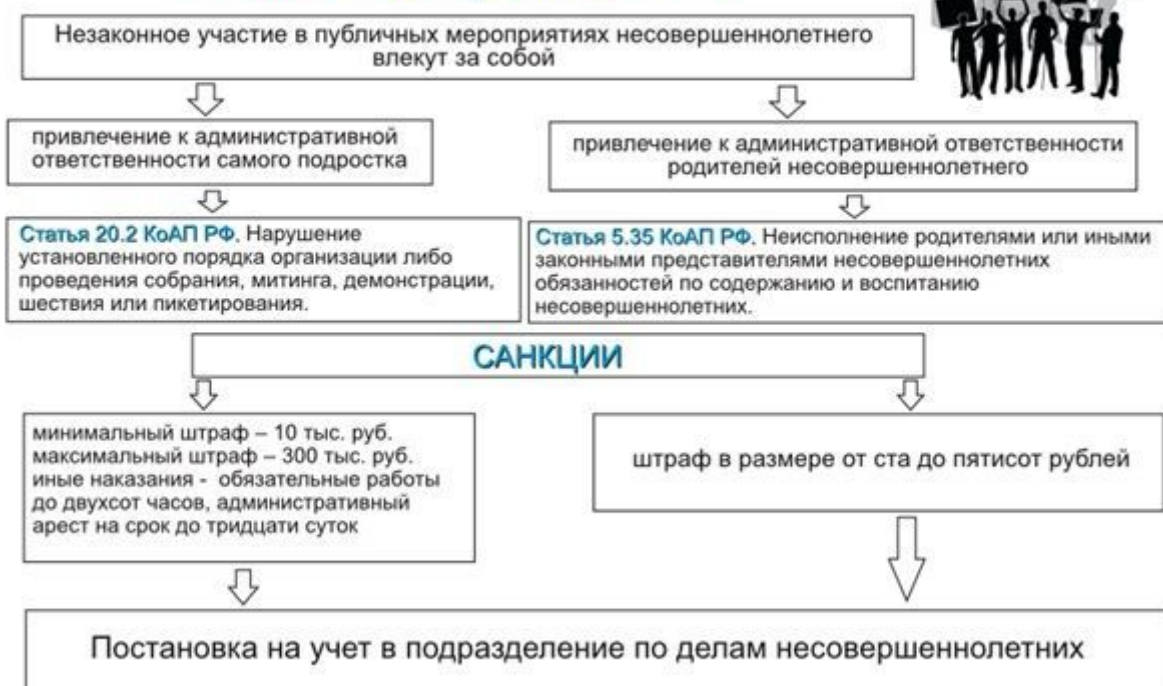 Незаконное участие в публичных мероприятиях несовершеннолетнего
влекут за собой
привлечение к административной
ответственности самого подростка
привлечение к административной ответственности
родителей несовершеннолетнего
Статья 20.2 КоАП РФ. Нарушение
установленного порядка организации либо
проведения собрания, митинга, демонстрации,
шествия или пикетирования.
Статья 5.35 КоАП РФ. Неисполнение родителями или иными
законными представителями несовершеннолетних
обязанностей по содержанию и воспитанию
несовершеннолетних.
САНКЦИИ
минимальный штраф – 10 тыс. руб.
максимальный штраф – 300 тыс. руб.
иные наказания - обязательные работы
до двухсот часов, административный
арест на срок до тридцати суток
штраф в размере от ста до пятисот рублей
Постановка на учет в подразделение по делам несовершеннолетних